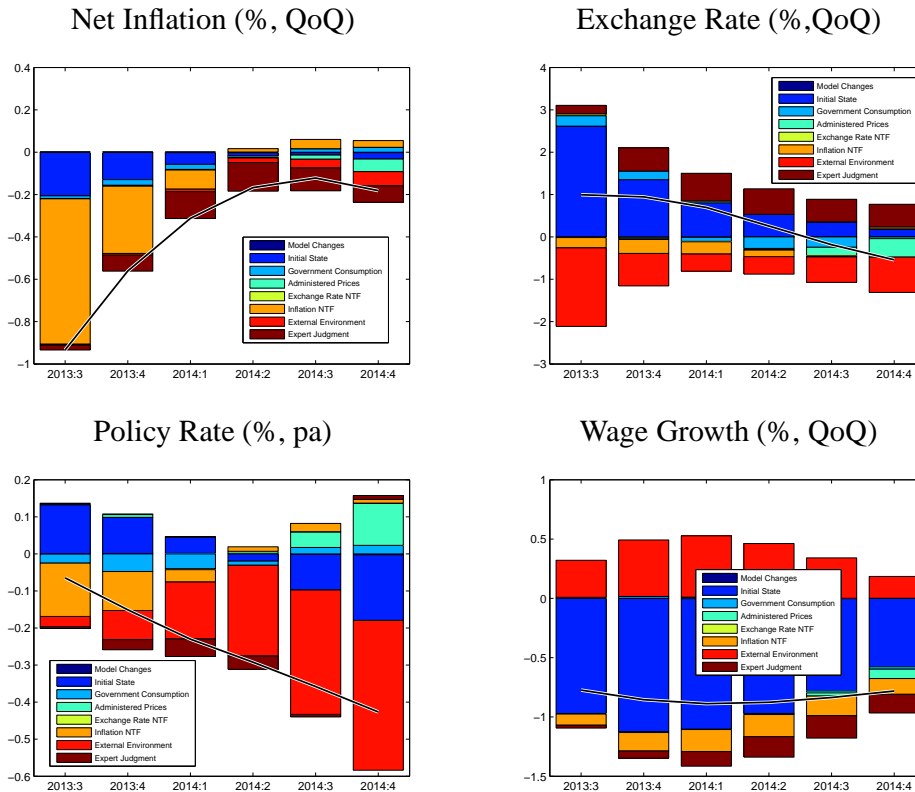 Net Inflation (%, QoQ)
0.4
0.2
0
−0.2
−0.4
−0.6
−0.8
−1
2013:3 2013:4 2014:1 2014:2 2014:3 2014:4
Model Changes
Initial State
Government Consumption
Administered Prices
Exchange Rate NTF
Inflation NTF
External Environment
Expert Judgment
Exchange Rate (%,QoQ)
4
3
2
1
0
−1
−2
−3
2013:3 2013:4 2014:1 2014:2 2014:3 2014:4
Model Changes
Initial State
Government Consumption
Administered Prices
Exchange Rate NTF
Inflation NTF
External Environment
Expert Judgment
Policy Rate (%, pa)
0.2
0.1
0
−0.1
−0.2
−0.3
−0.4
−0.5
−0.6
2013:3 2013:4 2014:1 2014:2 2014:3 2014:4
Model Changes
Initial State
Government Consumption
Administered Prices
Exchange Rate NTF
Inflation NTF
External Environment
Expert Judgment
Wage Growth (%, QoQ)
1
0.5
0
−0.5
−1
−1.5
2013:3 2013:4 2014:1 2014:2 2014:3 2014:4
Model Changes
Initial State
Government Consumption
Administered Prices
Exchange Rate NTF
Inflation NTF
External Environment
Expert Judgment